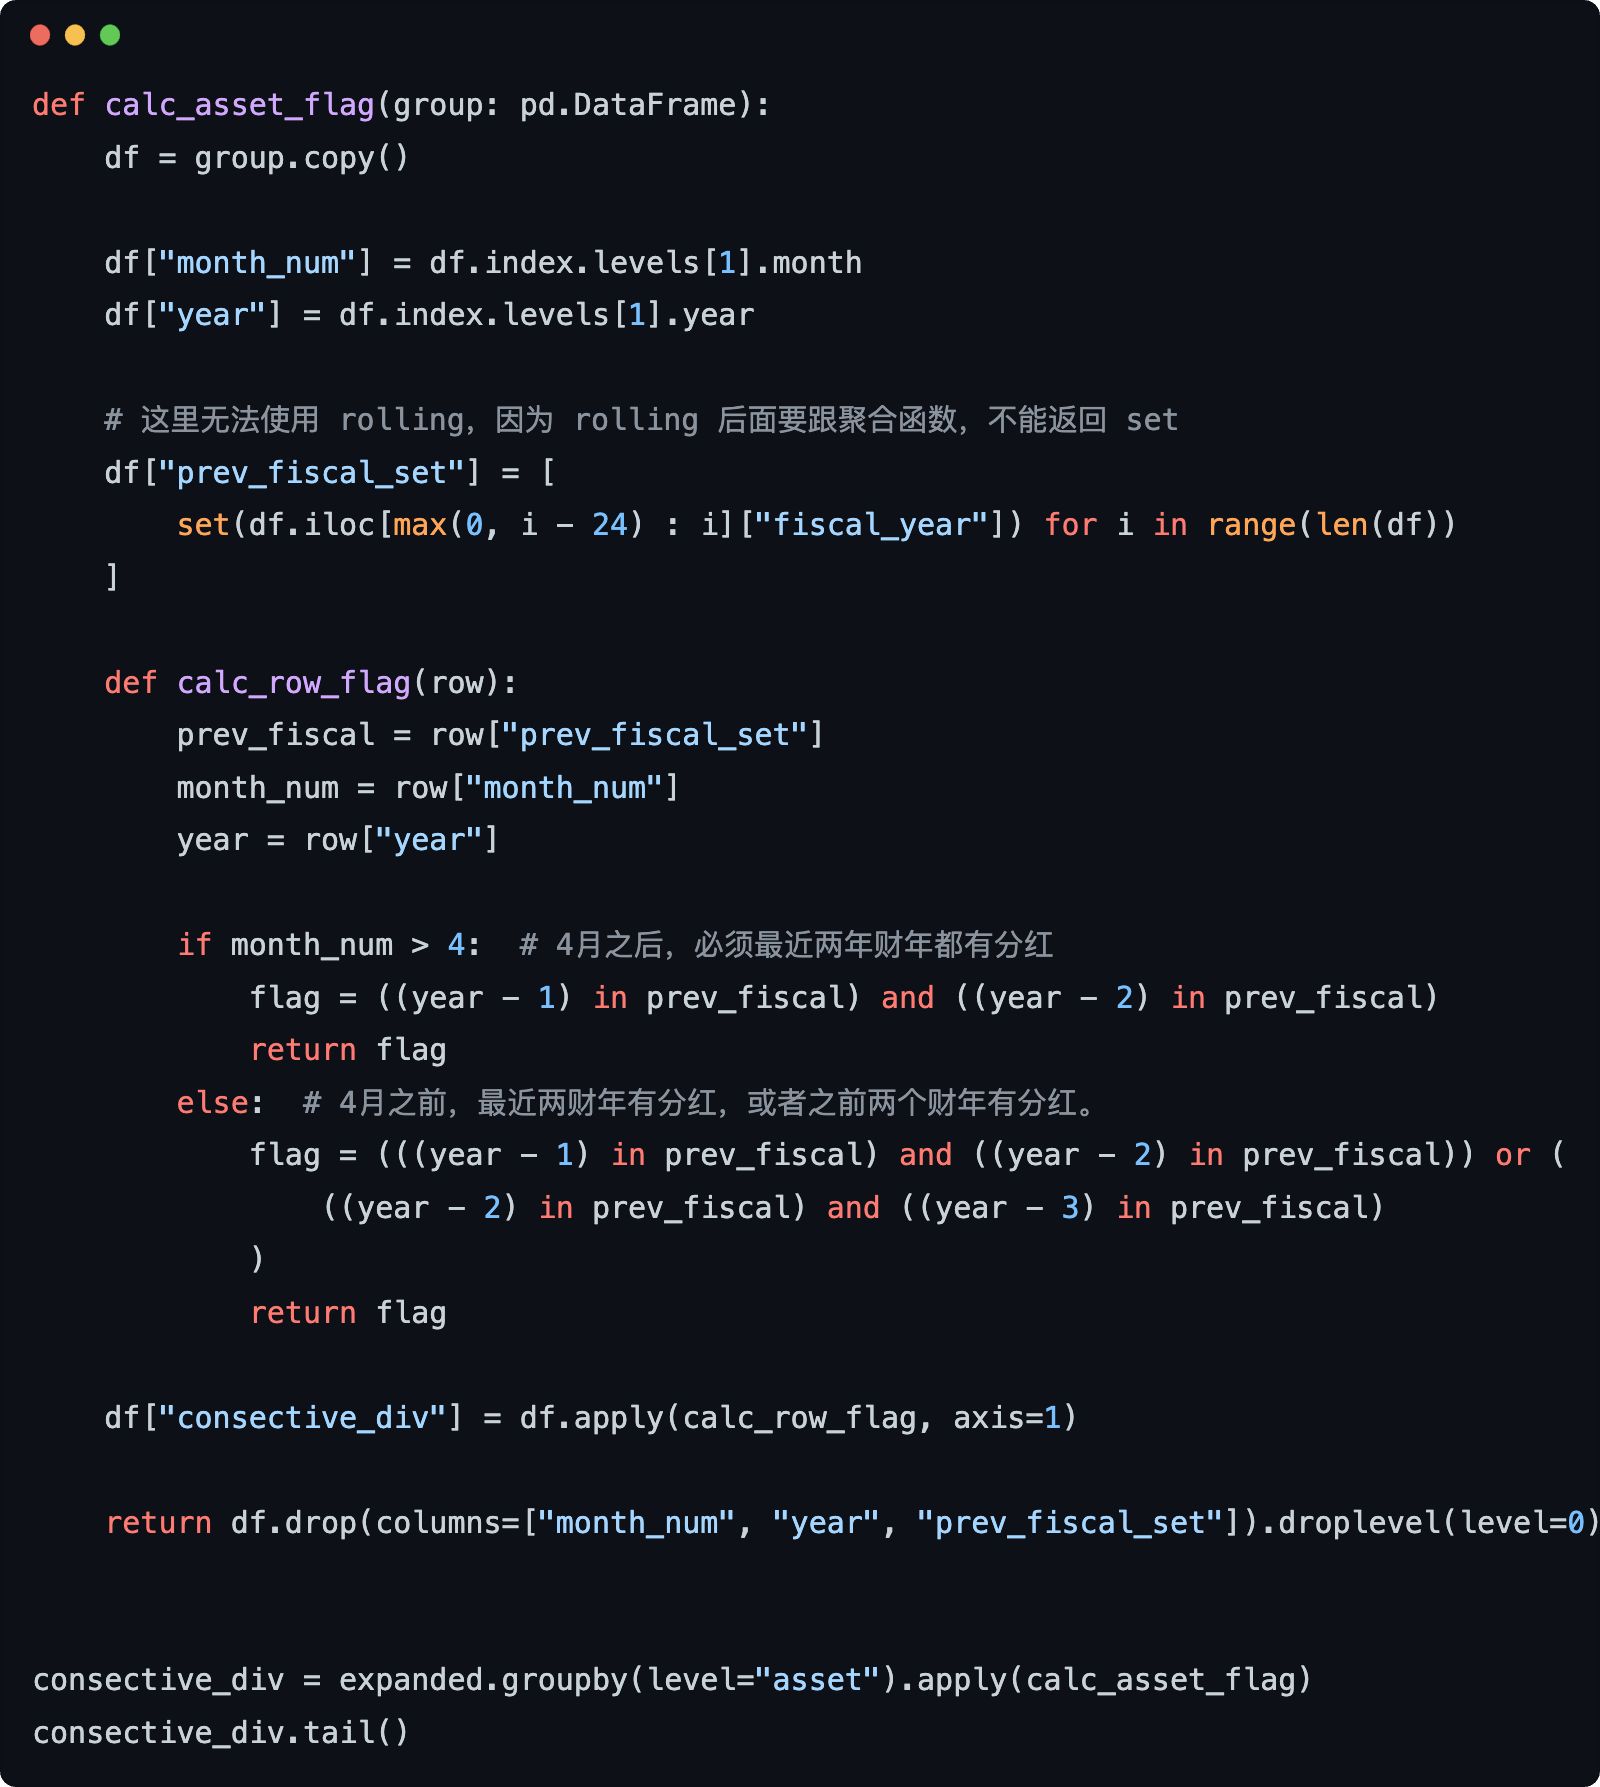 def calc_asset_flag(group: pd.DataFrame):
    df = group.copy()

    df["month_num"] = df.index.levels[1].month
    df["year"] = df.index.levels[1].year

    # 这里无法使用 rolling，因为 rolling 后面要跟聚合函数，不能返回 set
    df["prev_fiscal_set"] = [
        set(df.iloc[max(0, i - 24) : i]["fiscal_year"]) for i in range(len(df))
    ]

    def calc_row_flag(row):
        prev_fiscal = row["prev_fiscal_set"]
        month_num = row["month_num"]
        year = row["year"]

        if month_num > 4:  # 4月之后，必须最近两年财年都有分红
            flag = ((year - 1) in prev_fiscal) and ((year - 2) in prev_fiscal)
            return flag
        else:  # 4月之前，最近两财年有分红，或者之前两个财年有分红。
            flag = (((year - 1) in prev_fiscal) and ((year - 2) in prev_fiscal)) or (
                ((year - 2) in prev_fiscal) and ((year - 3) in prev_fiscal)
            )
            return flag

    df["consective_div"] = df.apply(calc_row_flag, axis=1)

    return df.drop(columns=["month_num", "year", "prev_fiscal_set"]).droplevel(level=0)


consective_div = expanded.groupby(level="asset").apply(calc_asset_flag)
consective_div.tail()